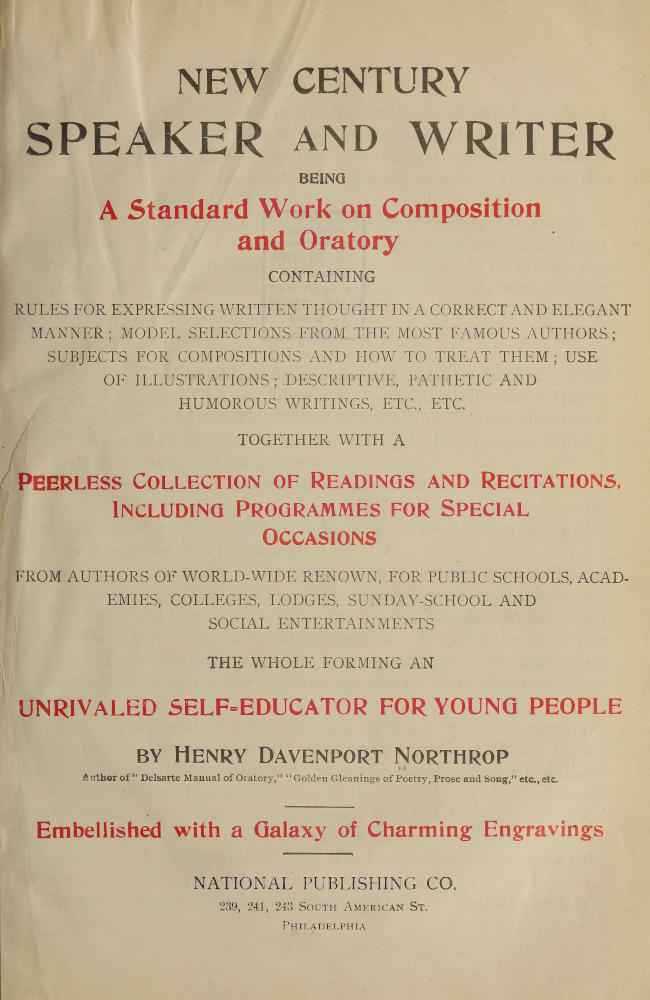 NEW CENTURY
SPEAKER AND WRITER
BEING
A Standard Work on Composition
and Oratory
CONTAINING
RULES FOR EXPRESSING WRITTEN THOUGHT IN A CORRECT AND ELEGANT
MANNER; MODEL SELECTIONS FROM THE MOST FAMOUS AUTHORS;
SUBJECTS FOR COMPOSITIONS AND HOW TO TREAT THEM; USE
OF ILLUSTRATIONS; DESCRIPTIVE, PATHETIC AND
HUMOROUS WRITINGS, ETC., ETC.
TOGETHER WITH A
PEERLESS COLLECTION OF READINGS AND RECITATIONS,
INCLUDING PROGRAMMES FOR SPECIAL
OCCASIONS
FROM AUTHORS OF WORLD-WIDE RENOWN, FOR PUBLIC SCHOOLS, ACAD-
EMIES, COLLEGES, LODGES, SUNDAY-SCHOOL AND
SOCIAL ENTERTAINMENTS
THE WHOLE FORMING AN
UNRIVALED SELF-EDUCATOR FOR YOUNG PEOPLE
BY HENRY DAVENPORT NORTHROP
Author of "Delsarte Manual of Oratory," "Golden Gleanings of Poetry, Prose and Song," etc., etc.
Embellished with a Galaxy of Charming Engravings
NATIONAL PUBLISHING CO.
239, 241, 243 SOUTH AMERICAN ST.
PHILADELPHIA